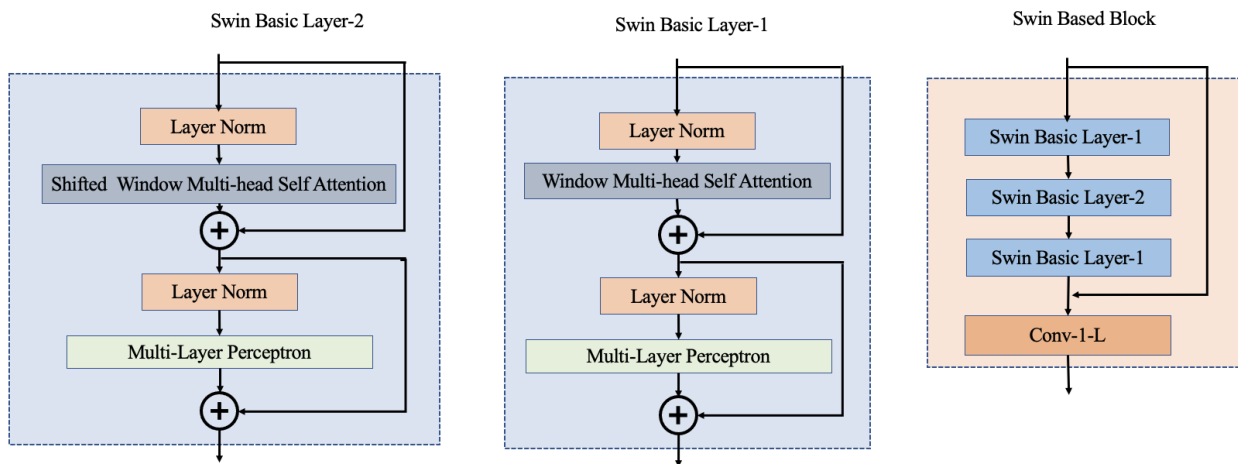 Swin Basic Layer-2
Layer Norm
Shifted Window Multi-head Self Attention
+
Layer Norm
Multi-Layer Perceptron
+
Swin Basic Layer-1
Layer Norm
Window Multi-head Self Attention
+
Layer Norm
Multi-Layer Perceptron
+
Swin Based Block
Swin Basic Layer-1
Swin Basic Layer-2
Swin Basic Layer-1
Conv-1-L